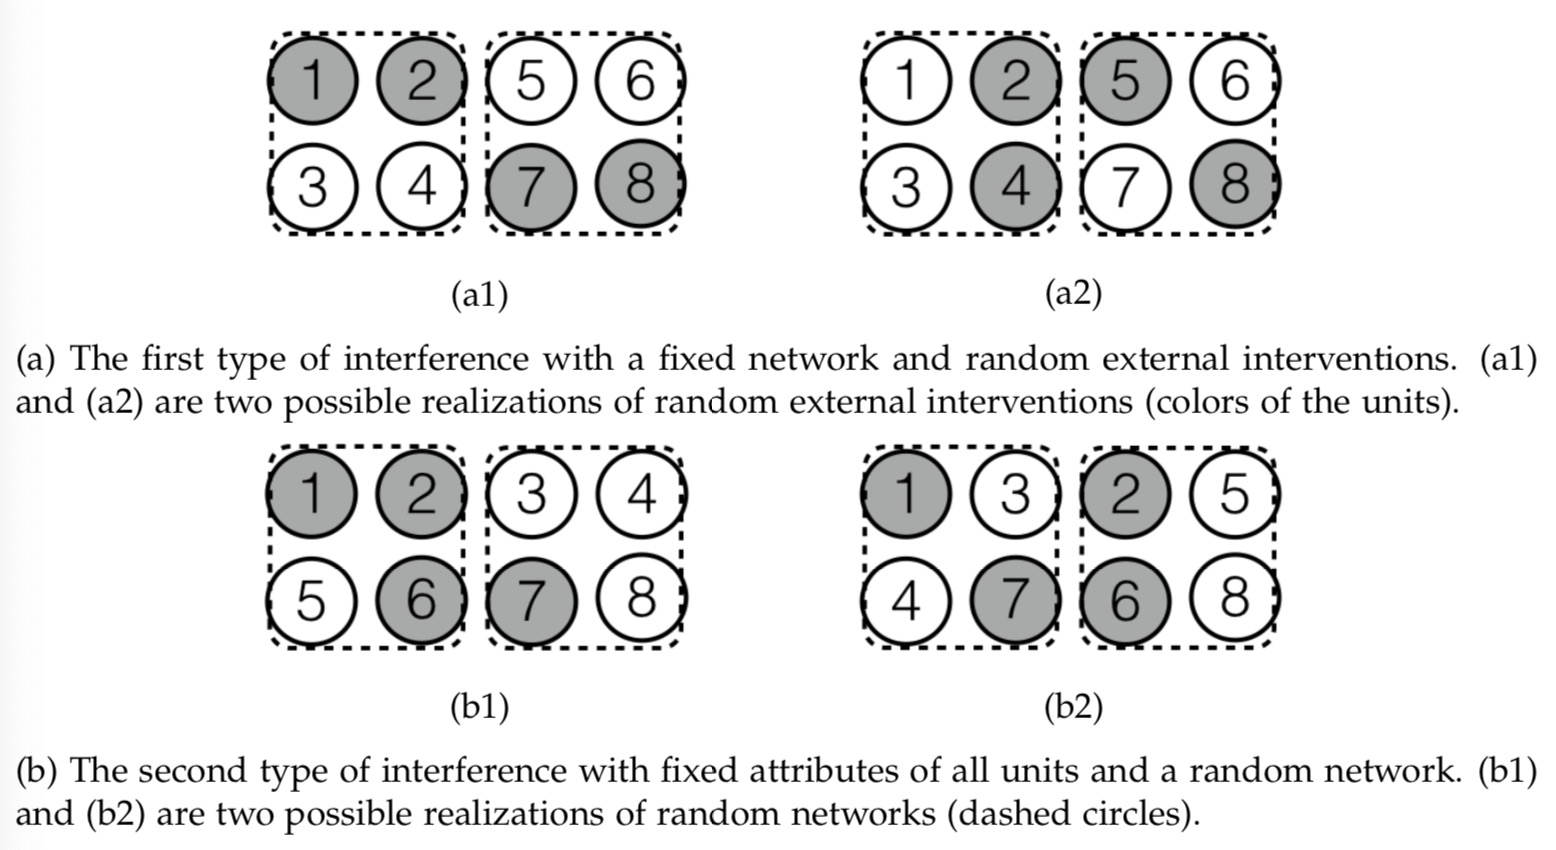 1 2 5 6 1 2 5 6
3 4 7 8 3 4 7 8
(a1) (a2)
(a) The first type of interference with a fixed network and random external interventions. (a1)
and (a2) are two possible realizations of random external interventions (colors of the units).
1 2 3 4 1 3 2 5
5 6 7 8 4 7 6 8
(b1) (b2)
(b) The second type of interference with fixed attributes of all units and a random network. (b1)
and (b2) are two possible realizations of random networks (dashed circles).